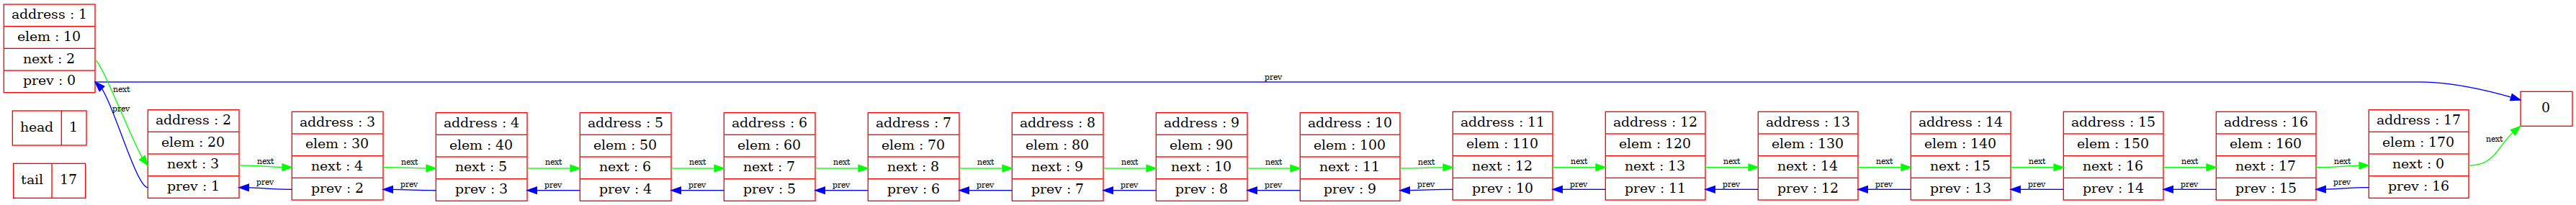 address : 1
elem : 10
next : 2
prev : 0
head 1
tail 17
next
prev
prev
address : 2
elem : 20
next : 3
prev : 1
next
prev
address : 3
elem : 30
next : 4
prev : 2
next
prev
address : 4
elem : 40
next : 5
prev : 3
next
prev
address : 5
elem : 50
next : 6
prev : 4
next
prev
address : 6
elem : 60
next : 7
prev : 5
next
prev
address : 7
elem : 70
next : 8
prev : 6
next
prev
address : 8
elem : 80
next : 9
prev : 7
next
prev
address : 9
elem : 90
next : 10
prev : 8
next
prev
address : 10
elem : 100
next : 11
prev : 9
next
prev
address : 11
elem : 110
next : 12
prev : 10
next
prev
address : 12
elem : 120
next : 13
prev : 11
next
prev
address : 13
elem : 130
next : 14
prev : 12
next
prev
address : 14
elem : 140
next : 15
prev : 13
next
prev
address : 15
elem : 150
next : 16
prev : 14
next
prev
address : 16
elem : 160
next : 17
prev : 15
next
prev
address : 17
elem : 170
next : 0
prev : 16
next
0